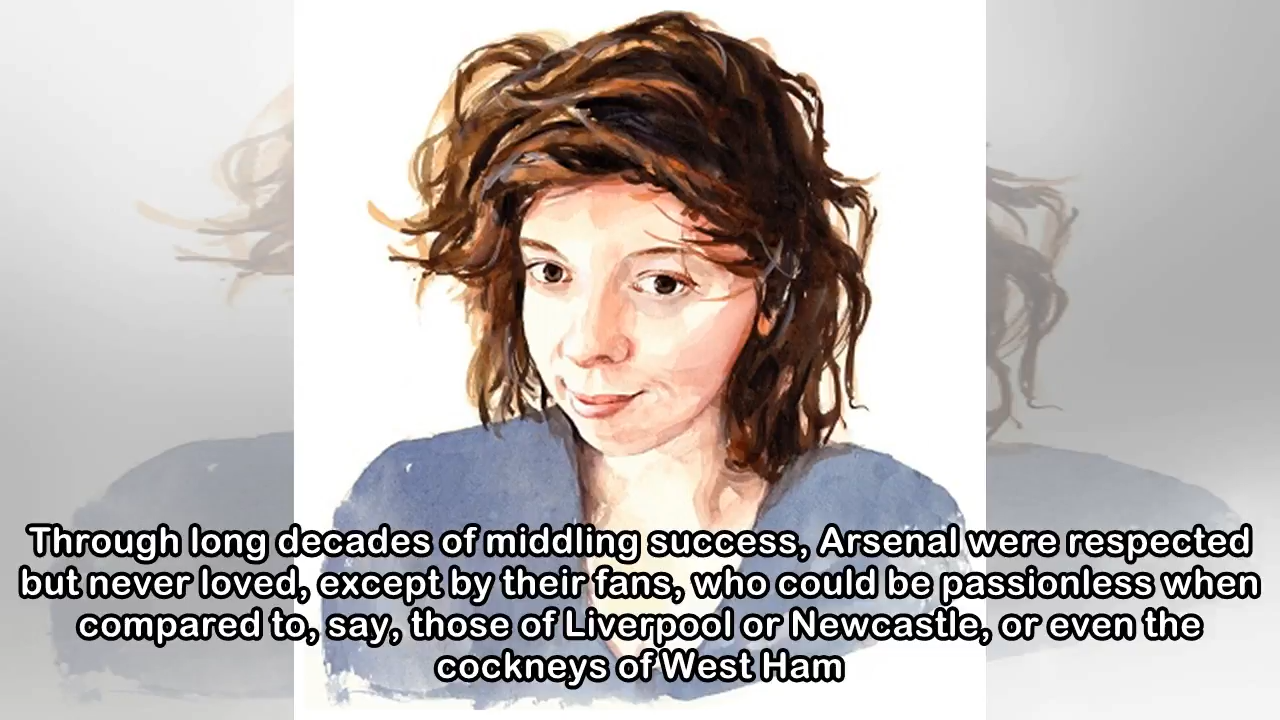 Through long decades of middling success, Arsenal were respected
but never loved, except by their fans, who could be passionless when
compared to, say, those of Liverpool or Newcastle, or even the
cockneys of West Ham